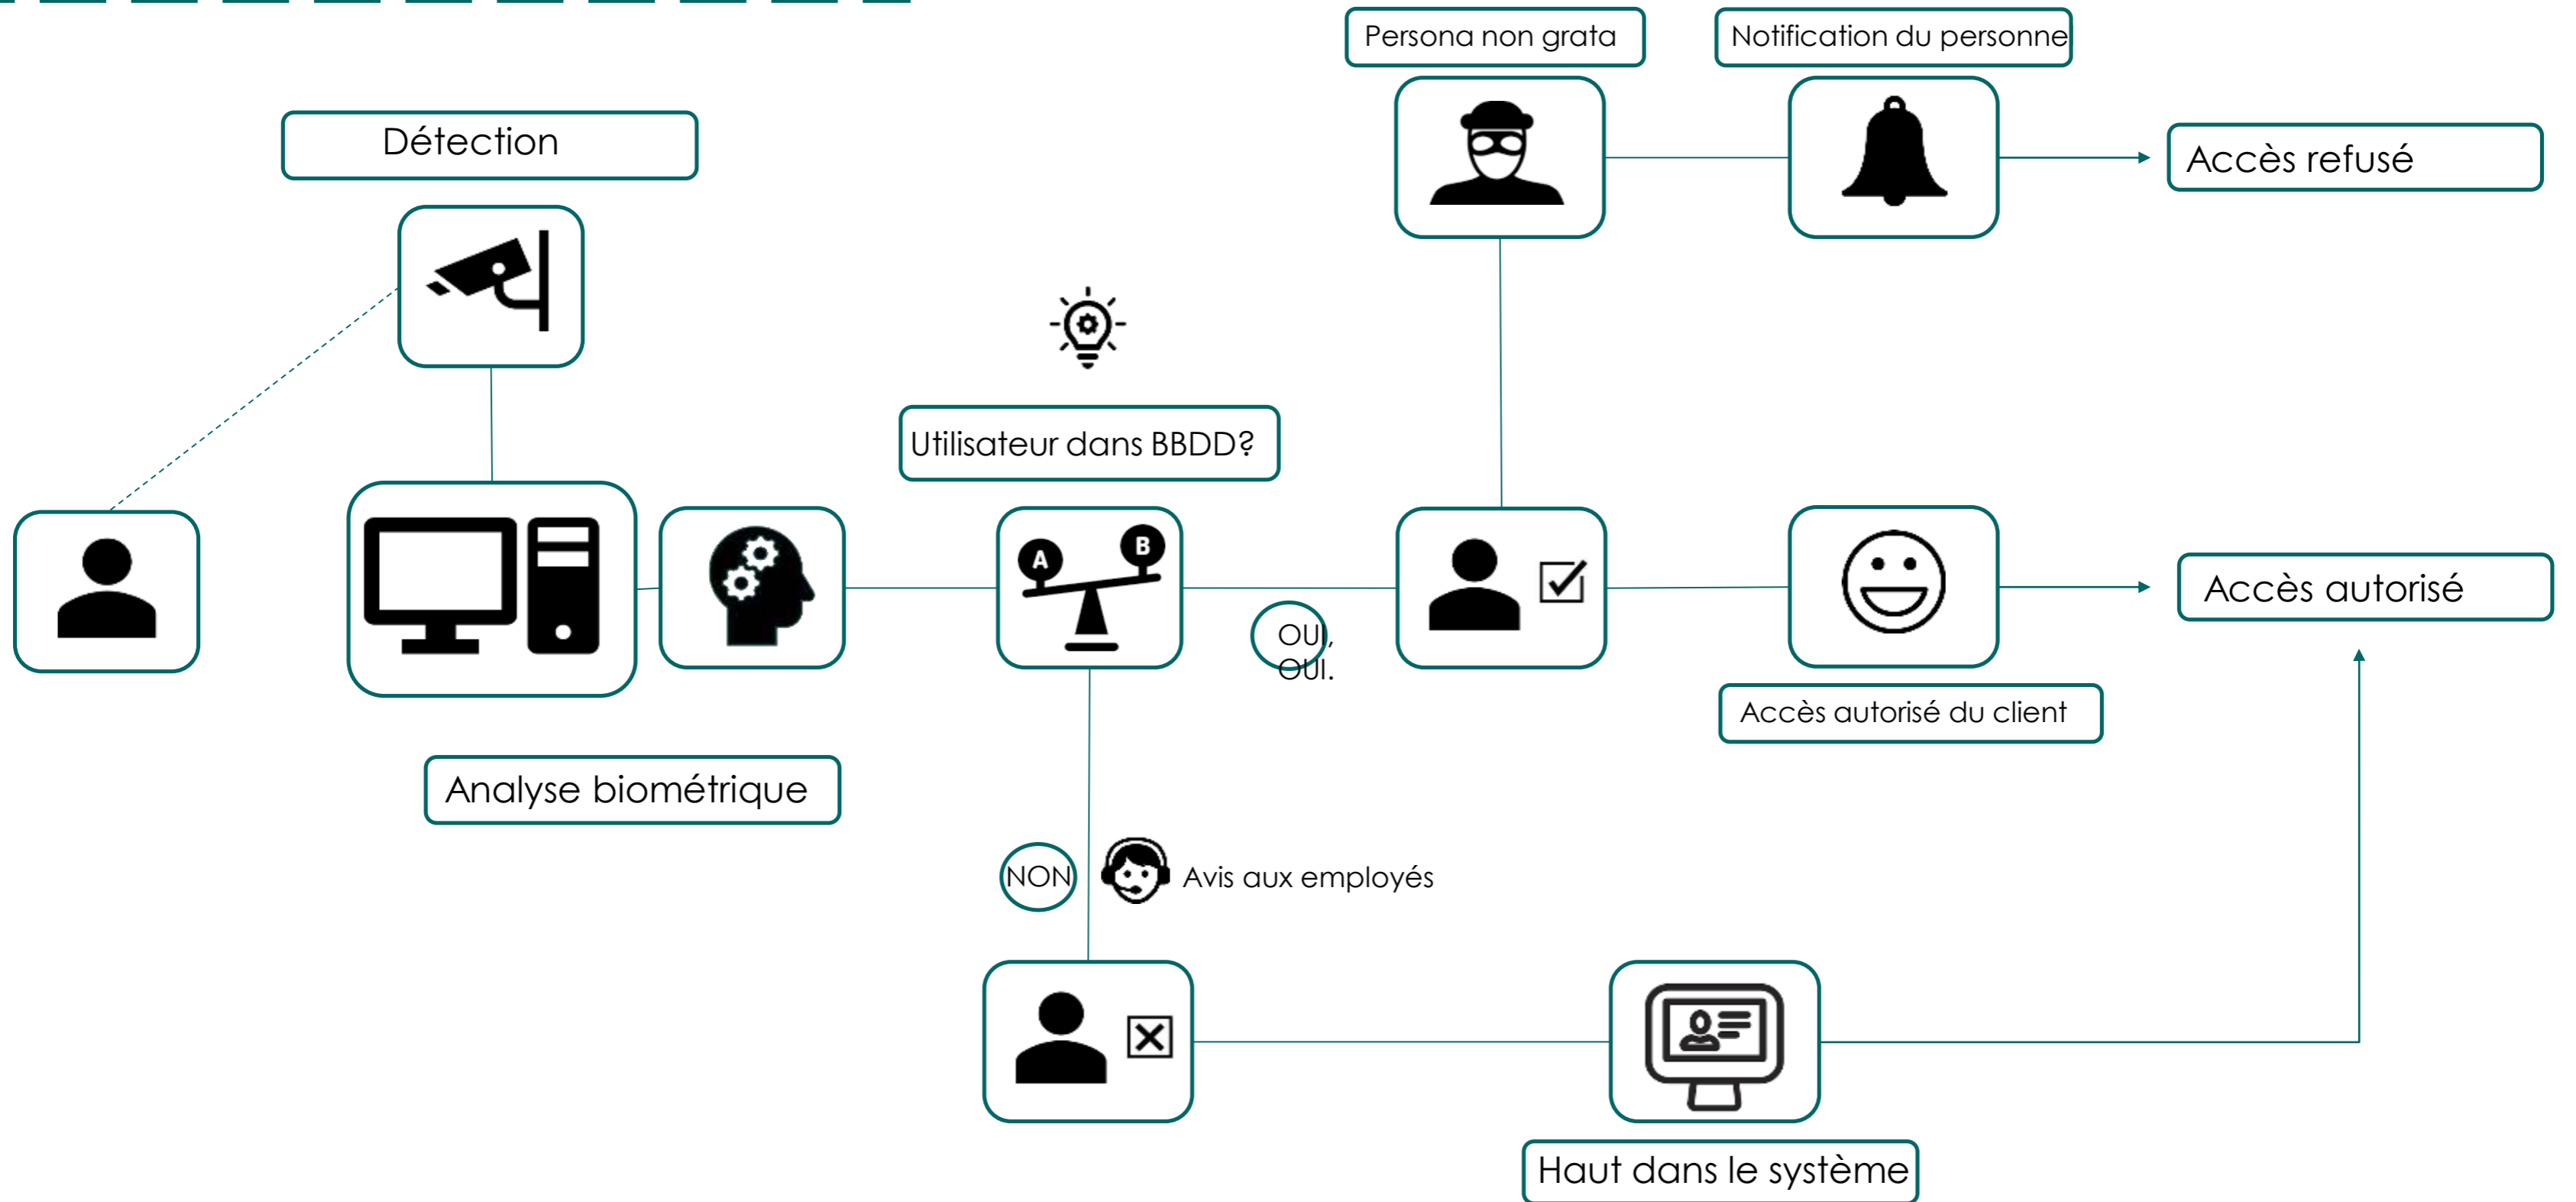 Persona non grata
Notification du personne
Détection
Accès refusé
Utilisateur dans BBDD?
A
B
OUI,
OUI.
Accès autorisé
Accès autorisé du client
Analyse biométrique
NON
Avis aux employés
Haut dans le système